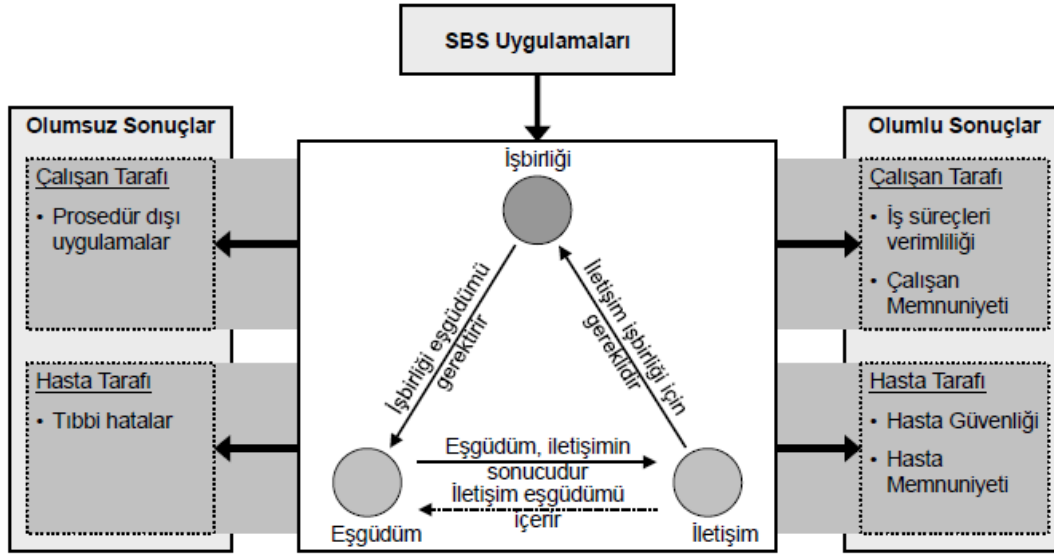 SBS Uygulamaları
Olumsuz Sonuçlar
Çalışan Tarafı
• Prosedür dışı
uygulamalar
Hasta Tarafı
• Tıbbi hatalar
İşbirliği
İşbirliği eşgüdümü
gerektirir
İletişim işbirliği için
gereklidir
Eşgüdüm, iletişimin
sonucudur
İletişim eşgüdümü
içerir
Eşgüdüm
İletişim
Olumlu Sonuçlar
Çalışan Tarafı
• İş süreçleri
verimliliği
• Çalışan
Memnuniyeti
Hasta Tarafı
• Hasta Güvenliği
• Hasta
Memnuniyeti